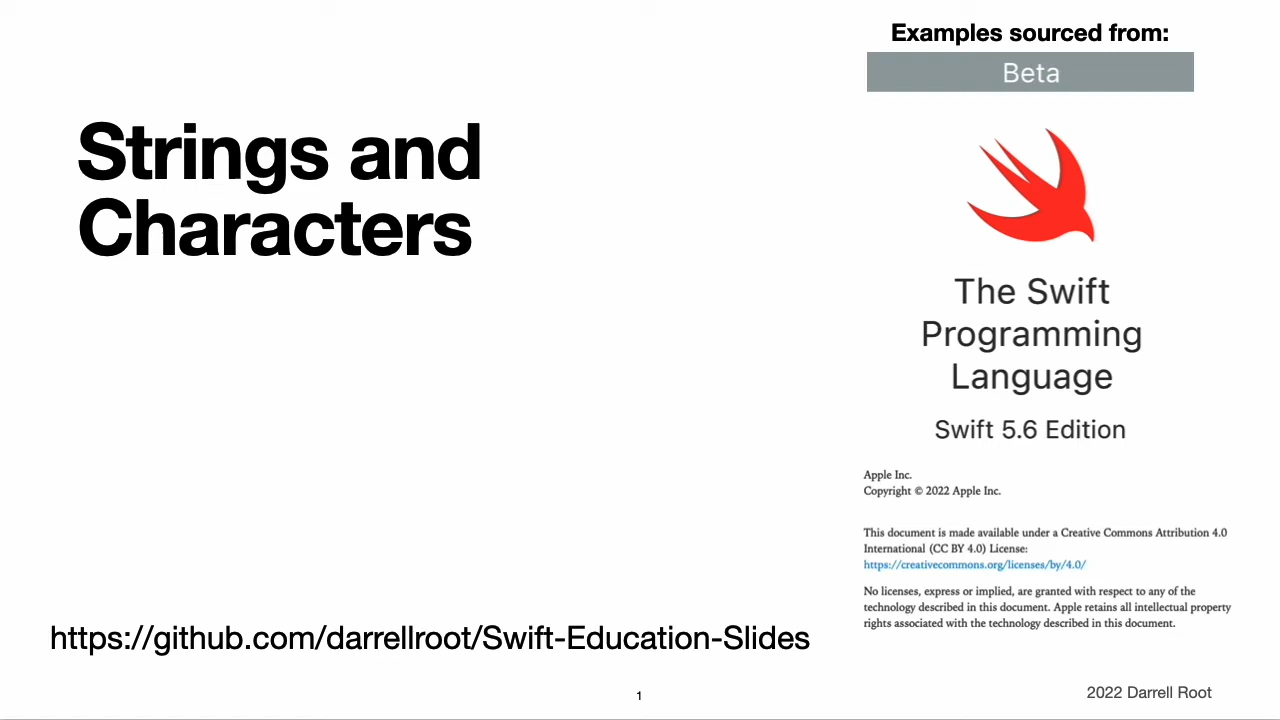 Strings and
Characters
https://github.com/darrellroot/Swift-Education-Slides
Examples sourced from:
Beta
The Swift
Programming
Language
Swift 5.6 Edition
Apple Inc.
Copyright © 2022 Apple Inc.
This document is made available under a Creative Commons Attribution 4.0
International (CC BY 4.0) License:
https://creativecommons.org/licenses/by/4.0/
No licenses, express or implied, are granted with respect to any of the
technology described in this document. Apple retains all intellectual property
rights associated with the technology described in this document.
1
2022 Darrell Root